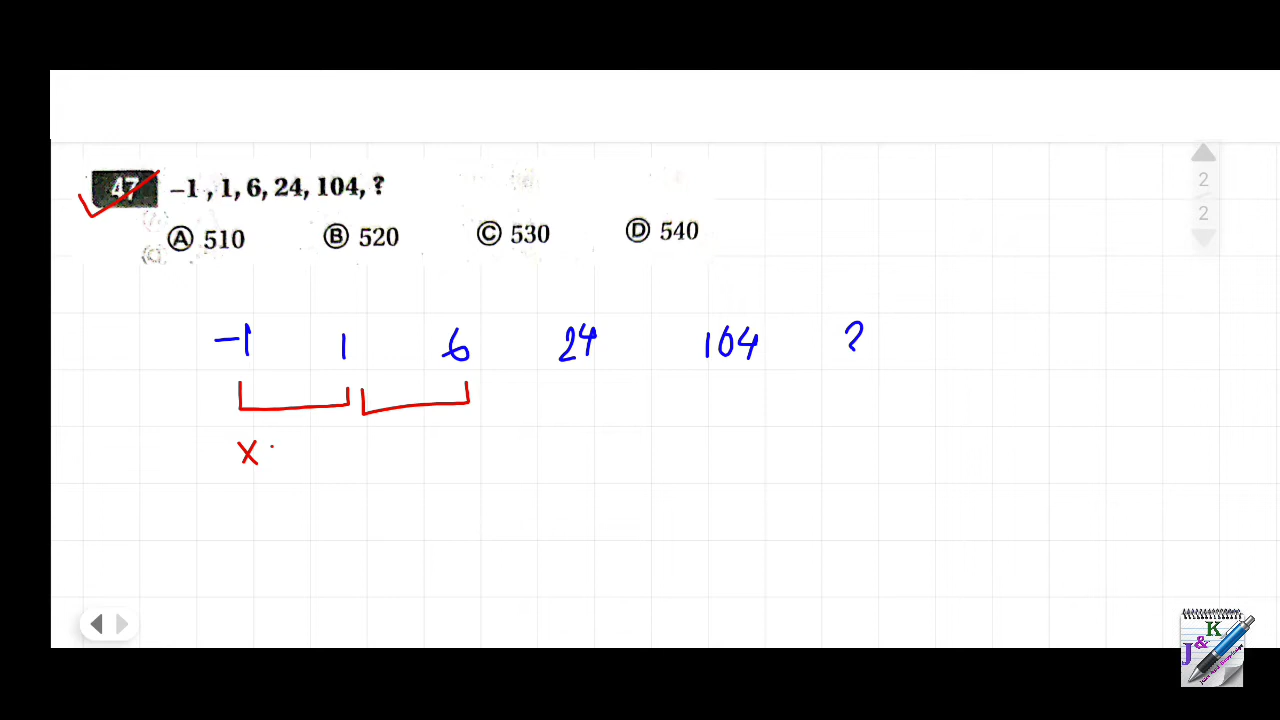 47 –1 , 1, 6, 24, 104, ?
Ⓐ 510 Ⓑ 520 Ⓒ 530 Ⓓ 540
–1 1 6 24 104 ?
×
2
2
J & K